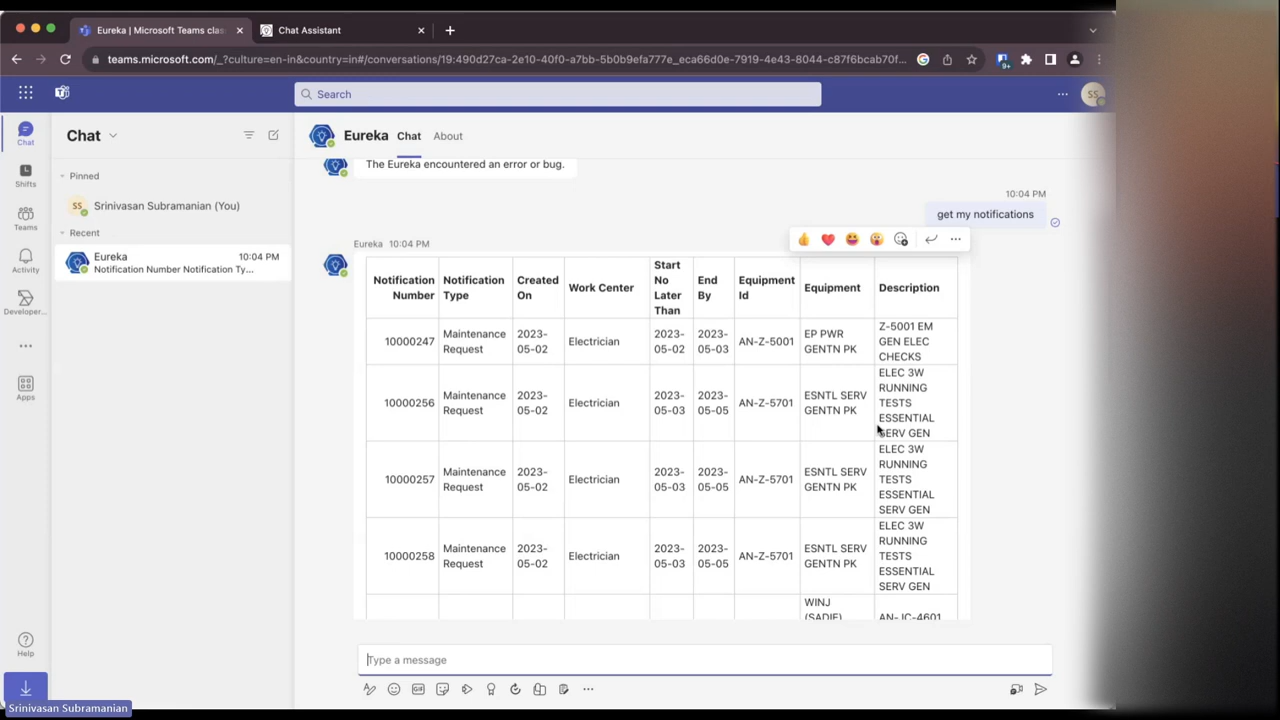 Eureka | Microsoft Teams clas
Chat Assistant
teams.microsoft.com/_?culture=en-in&country=in#/conversations/19:490d27ca-2e10-40f0-a7bb-5b0b9efa777e_eca66d0e-7919-4e43-8044-c87f6bcab70f...
9+
Search
SS
Chat
Shifts
Teams
Activity
Developer...
Apps
Help
Chat
Pinned
SS
Srinivasan Subramanian (You)
Recent
Eureka 10:04 PM
Notification Number Notification Ty...
Eureka Chat About
The Eureka encountered an error or bug.
10:04 PM
get my notifications
Eureka 10:04 PM
Notification Number Notification Type Created On Work Center Start No Later Than End By Equipment Id Equipment Description
10000247 Maintenance Request 2023-05-02 Electrician 2023-05-02 2023-05-03 AN-Z-5001 EP PWR GENTN PK Z-5001 EM GEN ELEC CHECKS
10000256 Maintenance Request 2023-05-02 Electrician 2023-05-03 2023-05-05 AN-Z-5701 ESNTL SERV GENTN PK ELEC 3W RUNNING TESTS ESSENTIAL SERV GEN
10000257 Maintenance Request 2023-05-02 Electrician 2023-05-03 2023-05-05 AN-Z-5701 ESNTL SERV GENTN PK ELEC 3W RUNNING TESTS ESSENTIAL SERV GEN
10000258 Maintenance Request 2023-05-02 Electrician 2023-05-03 2023-05-05 AN-Z-5701 ESNTL SERV GENTN PK ELEC 3W RUNNING TESTS ESSENTIAL SERV GEN
WINJ (SADIE) AN-JC-4601
Type a message
GIF
Srinivasan Subramanian